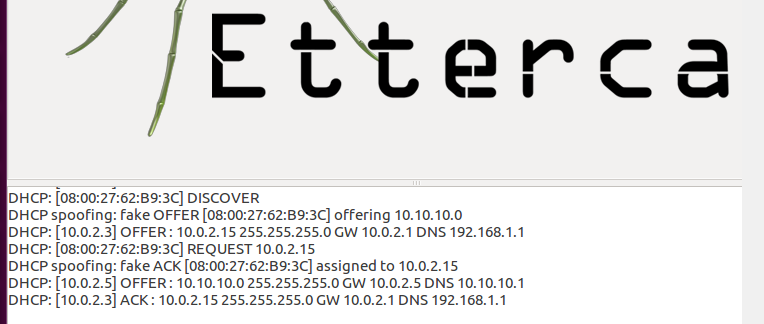 Etterca
DHCP: [08:00:27:62:B9:3C] DISCOVER
DHCP spoofing: fake OFFER [08:00:27:62:B9:3C] offering 10.10.10.0
DHCP: [10.0.2.3] OFFER : 10.0.2.15 255.255.255.0 GW 10.0.2.1 DNS 192.168.1.1
DHCP: [08:00:27:62:B9:3C] REQUEST 10.0.2.15
DHCP spoofing: fake ACK [08:00:27:62:B9:3C] assigned to 10.0.2.15
DHCP: [10.0.2.5] OFFER : 10.10.10.0 255.255.255.0 GW 10.0.2.5 DNS 10.10.10.1
DHCP: [10.0.2.3] ACK : 10.0.2.15 255.255.255.0 GW 10.0.2.1 DNS 192.168.1.1